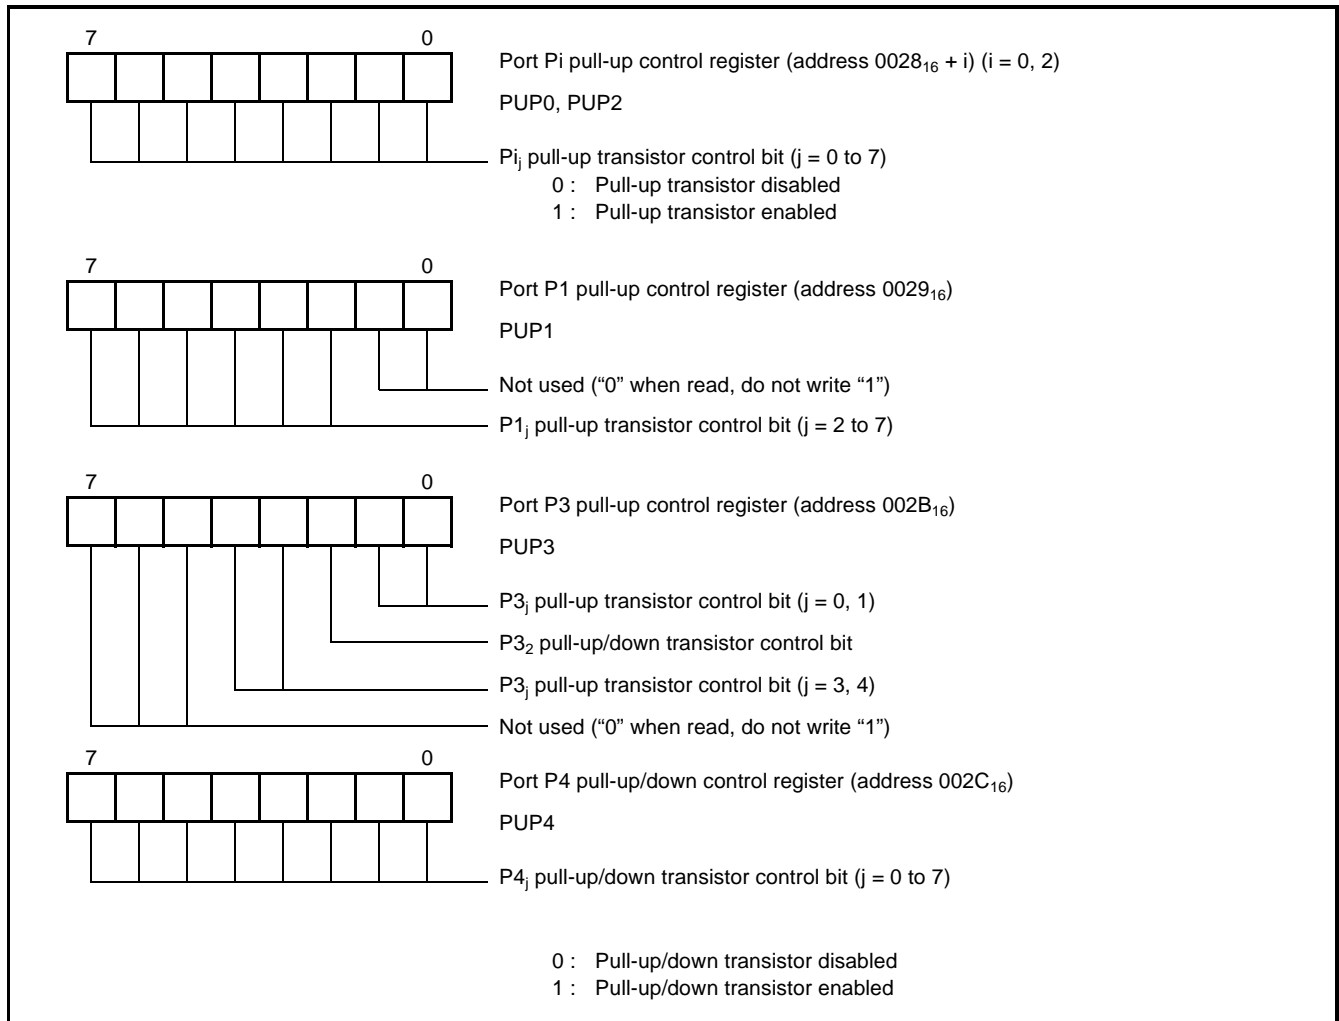 7 0
Port Pi pull-up control register (address 0028₁₆ + i) (i = 0, 2)
PUP0, PUP2
Piⱼ pull-up transistor control bit (j = 0 to 7)
0 : Pull-up transistor disabled
1 : Pull-up transistor enabled
7 0
Port P1 pull-up control register (address 0029₁₆)
PUP1
Not used (“0” when read, do not write “1”)
P1ⱼ pull-up transistor control bit (j = 2 to 7)
7 0
Port P3 pull-up control register (address 002B₁₆)
PUP3
P3ⱼ pull-up transistor control bit (j = 0, 1)
P3₂ pull-up/down transistor control bit
P3ⱼ pull-up transistor control bit (j = 3, 4)
Not used (“0” when read, do not write “1”)
7 0
Port P4 pull-up/down control register (address 002C₁₆)
PUP4
P4ⱼ pull-up/down transistor control bit (j = 0 to 7)
0 : Pull-up/down transistor disabled
1 : Pull-up/down transistor enabled